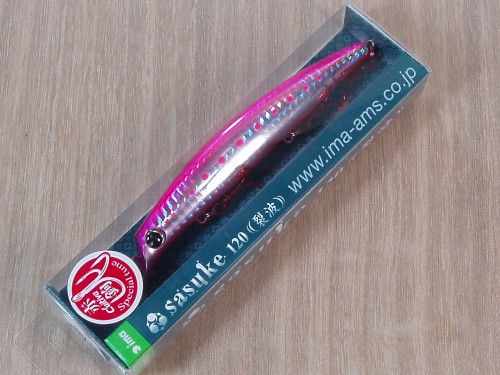 sasuke 120 (裂波)
www.ima-ams.co.jp
ima
Special tune